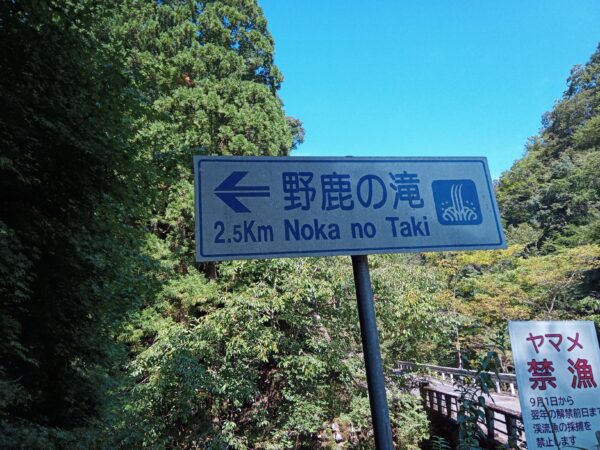 野鹿の滝
2.5Km Noka no Taki
ヤマメ
禁漁
9月1日から
翌年の解禁前日まで
渓流魚の採捕を
禁止します